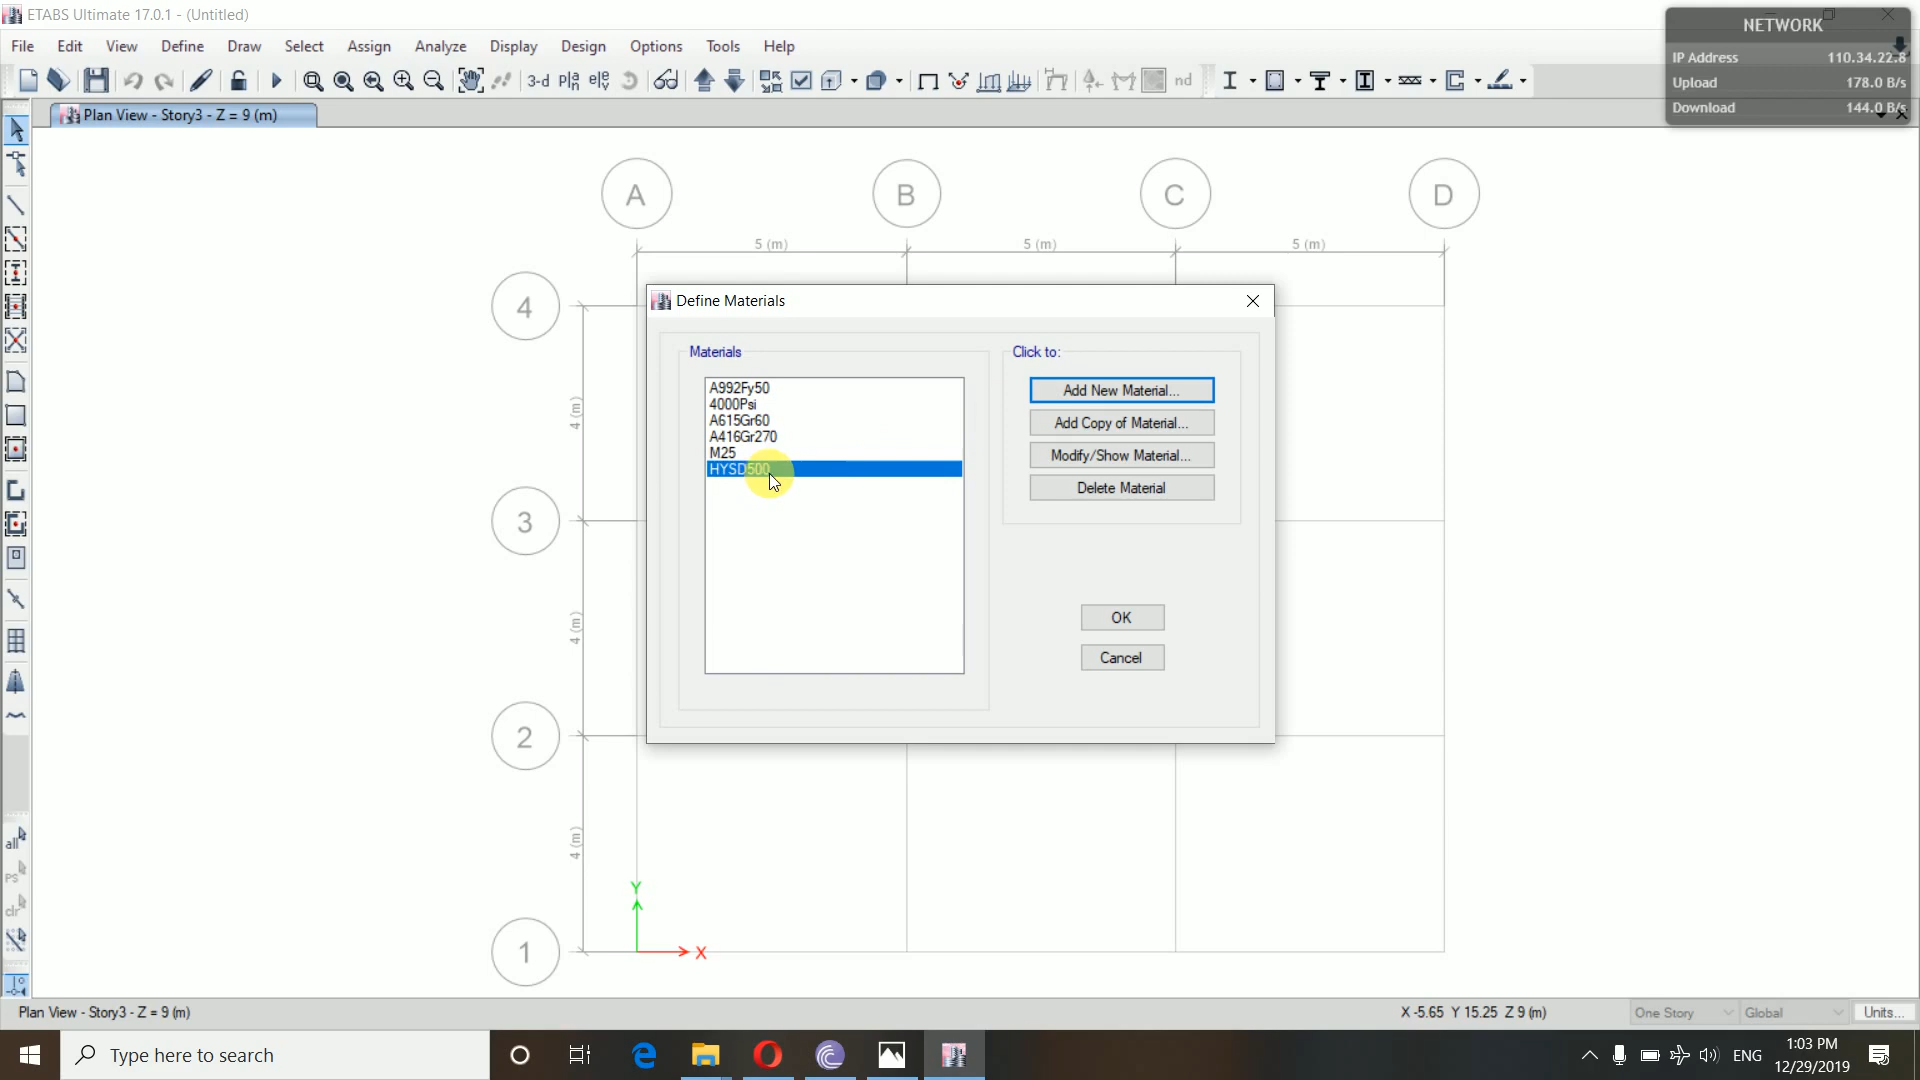 ETABS Ultimate 17.0.1 - (Untitled)
File Edit View Define Draw Select Assign Analyze Display Design Options Tools Help
NETWORK
IP Address 110.34.22.8
Upload 178.0 B/s
Download 144.0 B/s
3-d pla ele nd
Plan View - Story3 - Z = 9 (m)
A B C D
5 (m) 5 (m) 5 (m)
4
3
2
1
4 (m)
4 (m)
4 (m)
Define Materials
Materials
A992Fy50
4000Psi
A615Gr60
A416Gr270
M25
HYSD500
Click to:
Add New Material...
Add Copy of Material...
Modify/Show Material...
Delete Material
OK
Cancel
Y
X
all
ps
clr
Plan View - Story3 - Z = 9 (m)
X -5.65 Y 15.25 Z 9 (m)
One Story
Global
Units...
Type here to search
ENG
1:03 PM
12/29/2019